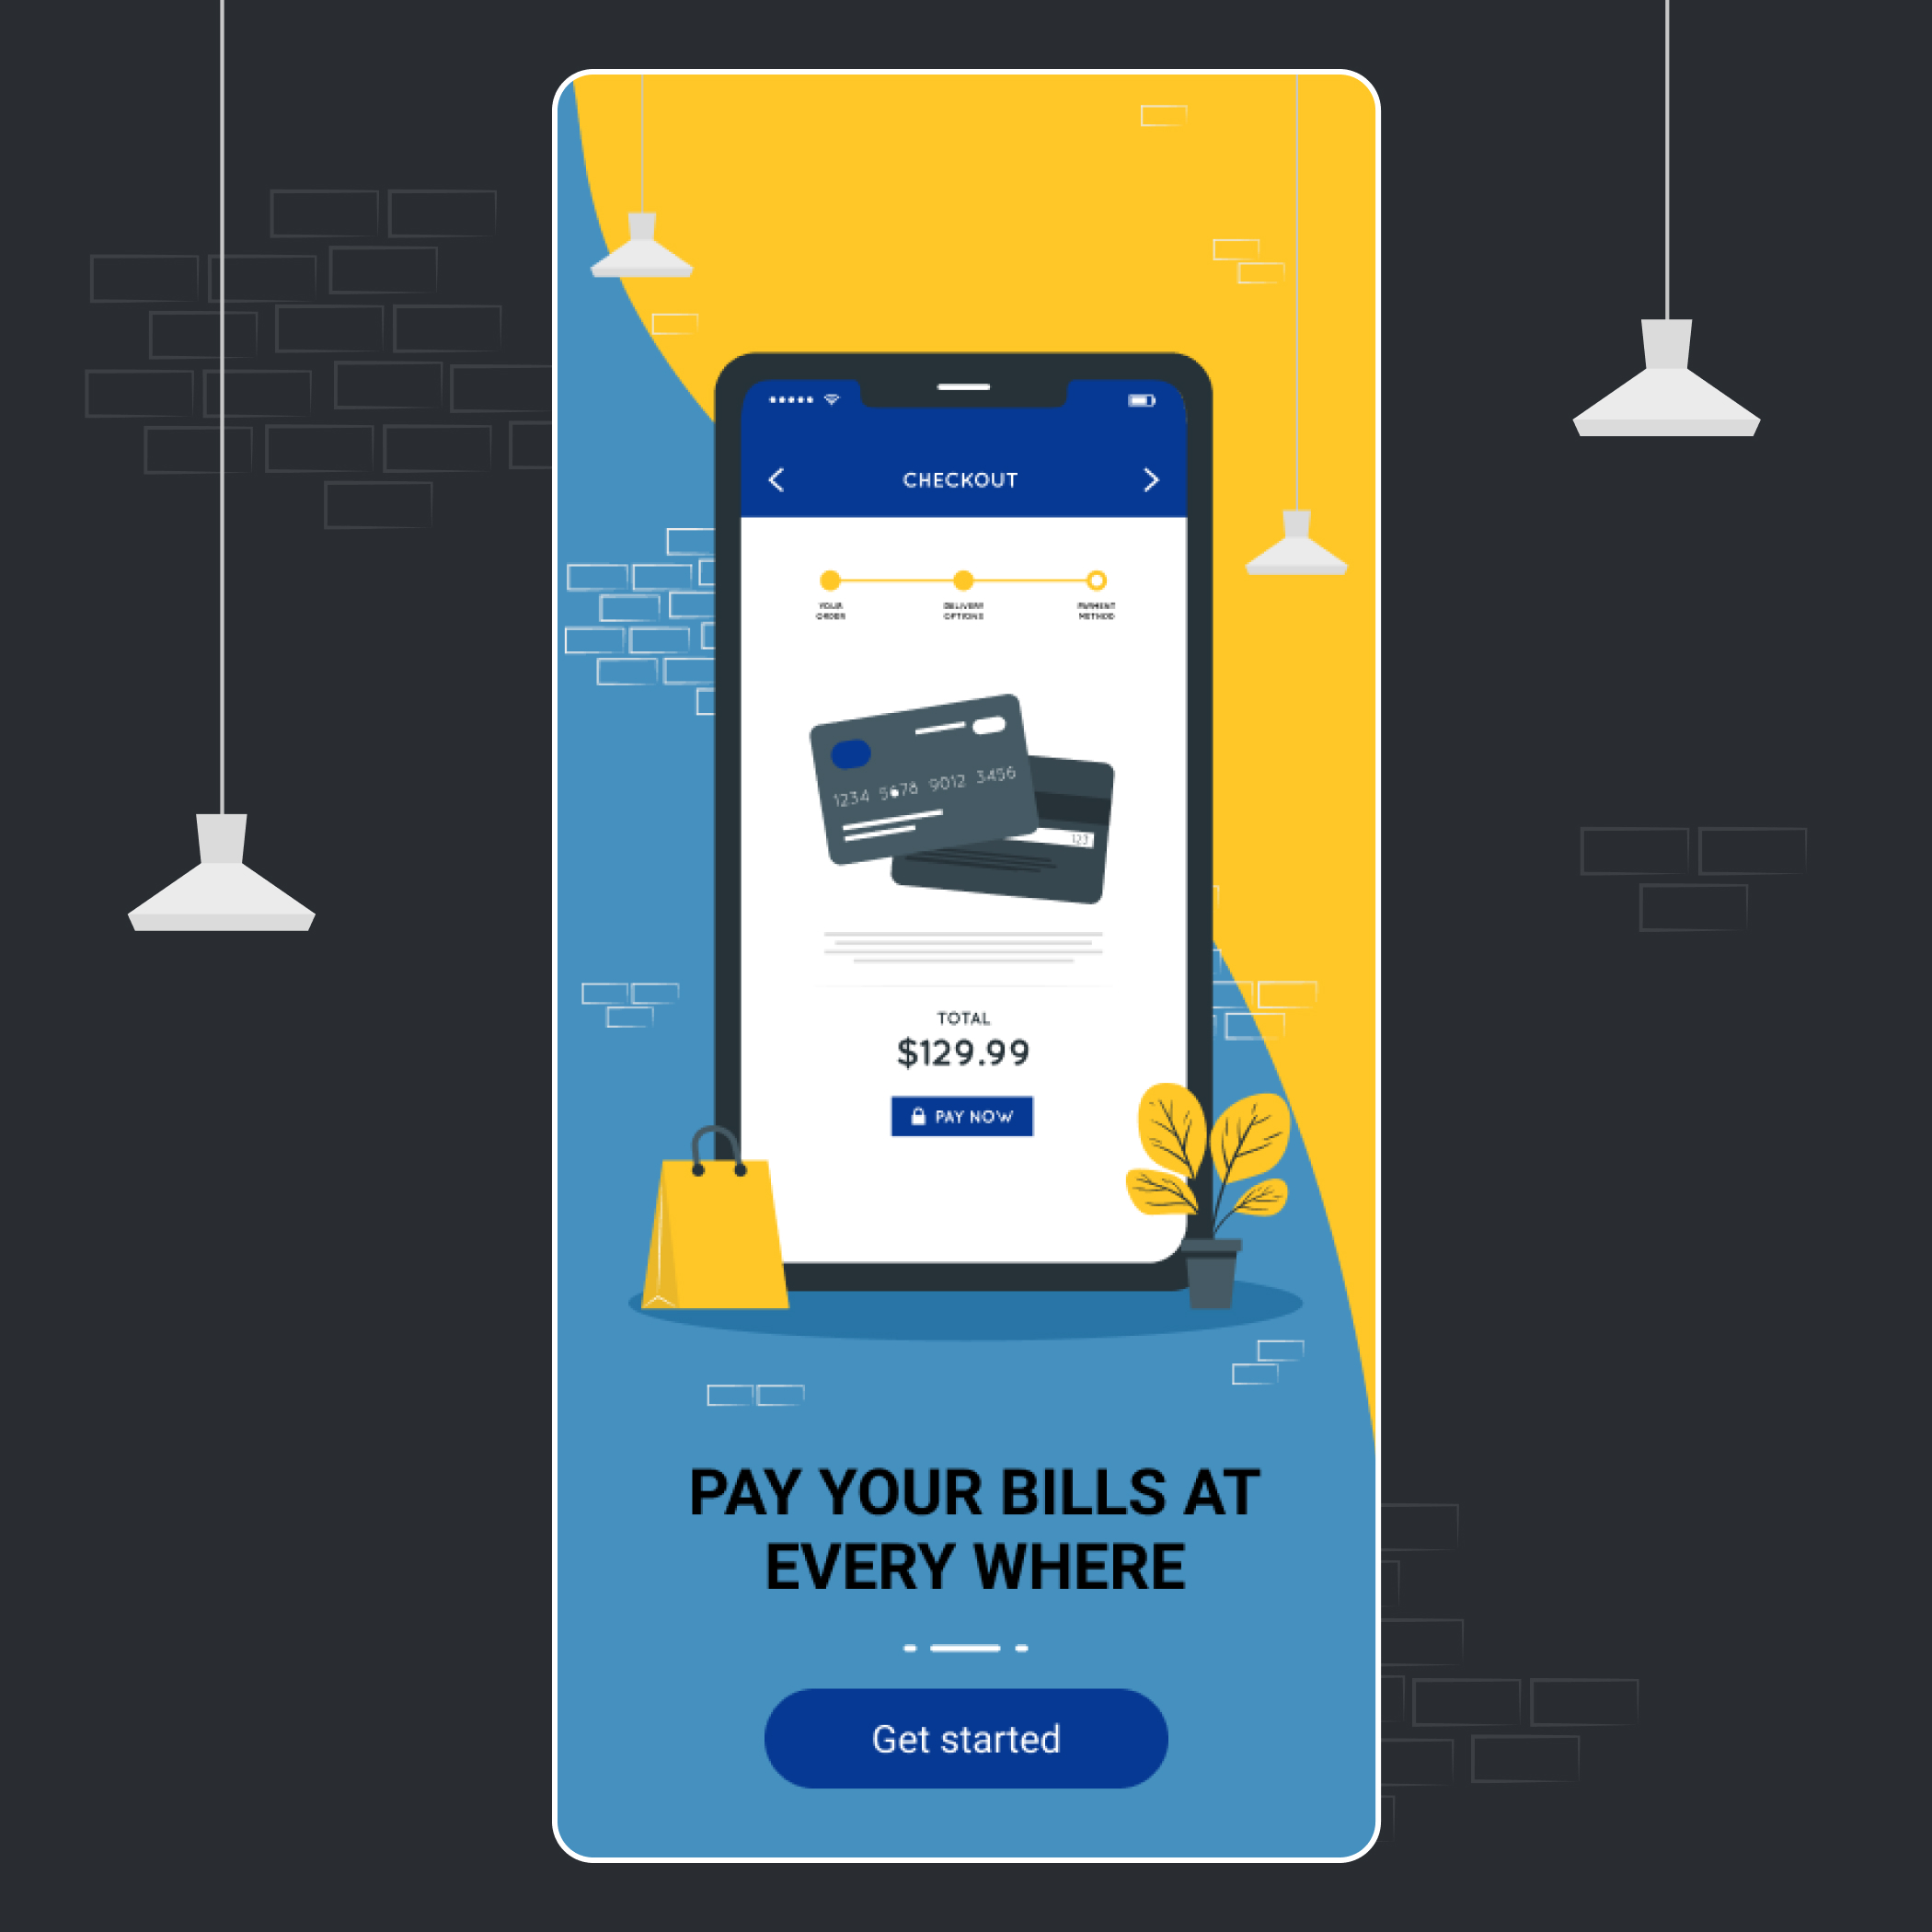 CHECKOUT
YOUR
ORDER
DELIVERY
OPTIONS
PAYMENT
METHOD
1234 5678 9012 3456
123
TOTAL
$129.99
PAY NOW
PAY YOUR BILLS AT
EVERY WHERE
Get started